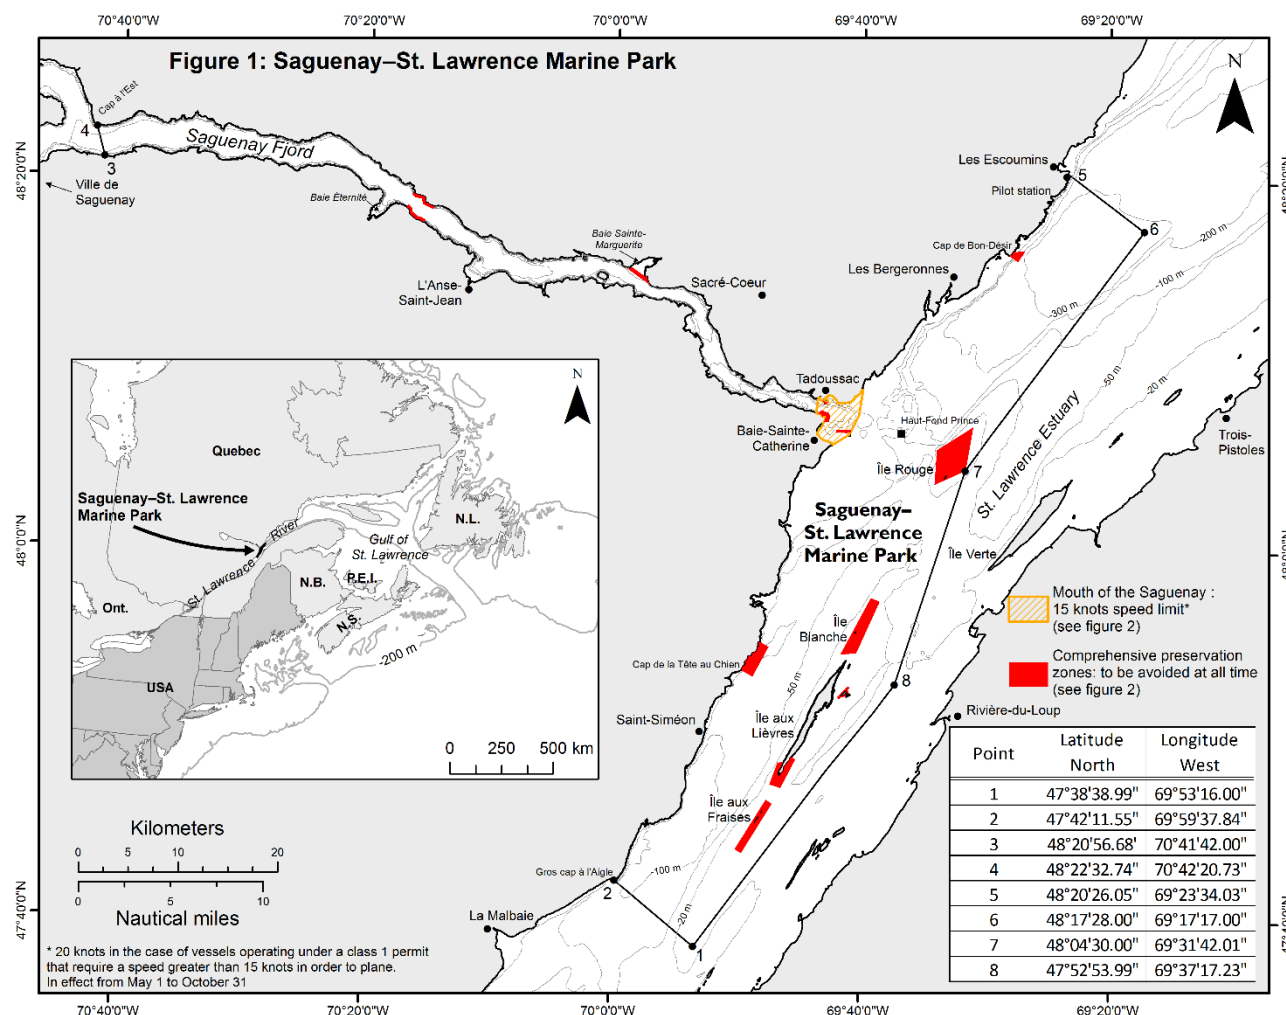 70°40'0"W
70°20'0"W
70°0'0"W
69°40'0"W
69°20'0"W
Figure 1: Saguenay–St. Lawrence Marine Park
N
Cap à l'Est
4
3
Saguenay Fjord
Ville de
Saguenay
48°20'0"N
48°20'0"N
Baie Éternité
L'Anse-
Saint-Jean
Baie Sainte-
Marguerite
Sacré-Coeur
Les Escoumins
5
Pilot station
6
Cap de Bon-Désir
Les Bergeronnes
-200 m
-100 m
-300 m
-50 m
-20 m
Tadoussac
Baie-Sainte-
Catherine
Haut-Fond Prince
Île Rouge
7
St. Lawrence Estuary
Trois-
Pistoles
Saguenay–
St. Lawrence
Marine Park
Île Verte
48°0'0"N
48°0'0"N
N
Quebec
Saguenay–St. Lawrence
Marine Park
St. Lawrence River
Gulf of
St. Lawrence
N.L.
N.B.
P.E.I.
N.S.
Ont.
USA
-200 m
0 250 500 km
Mouth of the Saguenay :
15 knots speed limit*
(see figure 2)
Comprehensive preservation
zones: to be avoided at all time
(see figure 2)
Île
Blanche
Cap de la Tête au Chien
-50 m
8
Saint-Siméon
Île aux
Lièvres
Rivière-du-Loup
Île aux
Fraises
-100 m
-20 m
Gros cap à l'Aigle
2
La Malbaie
1
47°40'0"N
47°40'0"N
Kilometers
0 5 10 20
0 5 10
Nautical miles
* 20 knots in the case of vessels operating under a class 1 permit
that require a speed greater than 15 knots in order to plane.
In effect from May 1 to October 31
Point Latitude North Longitude West
1 47°38'38.99" 69°53'16.00"
2 47°42'11.55" 69°59'37.84"
3 48°20'56.68' 70°41'42.00"
4 48°22'32.74" 70°42'20.73"
5 48°20'26.05" 69°23'34.03"
6 48°17'28.00" 69°17'17.00"
7 48°04'30.00" 69°31'42.01"
8 47°52'53.99" 69°37'17.23"
70°40'0"W
70°20'0"W
70°0'0"W
69°40'0"W
69°20'0"W